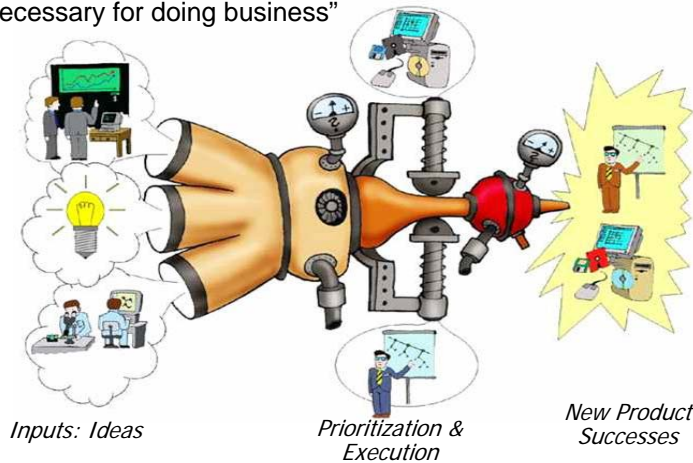 ecessary for doing business”
Inputs: Ideas
Prioritization &
Execution
New Product
Successes